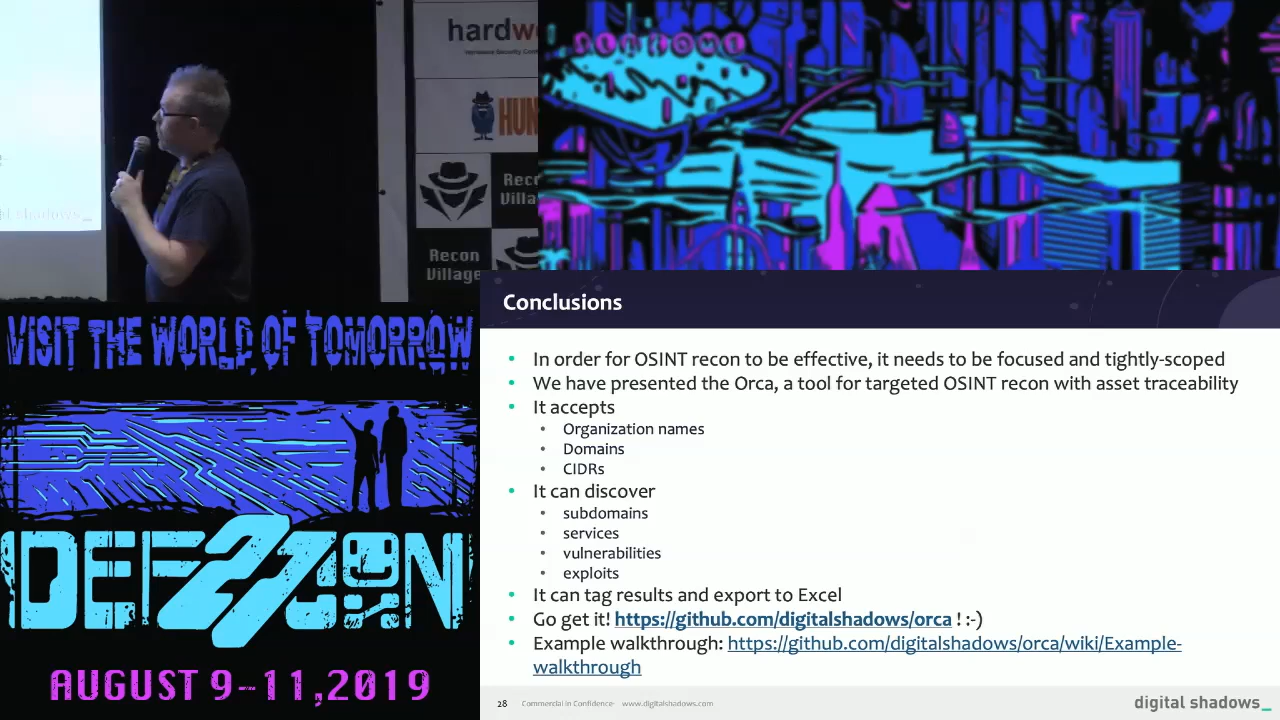 hardw
HUN
Reco
Villa
Recon
Village
l shadows_
VISIT THE WORLD OF TOMORROW
DEF27CON
AUGUST 9-11,2019
Conclusions
• In order for OSINT recon to be effective, it needs to be focused and tightly-scoped
• We have presented the Orca, a tool for targeted OSINT recon with asset traceability
• It accepts
• Organization names
• Domains
• CIDRs
• It can discover
• subdomains
• services
• vulnerabilities
• exploits
• It can tag results and export to Excel
• Go get it! https://github.com/digitalshadows/orca ! :-)
• Example walkthrough: https://github.com/digitalshadows/orca/wiki/Example-
walkthrough
28 Commercial in Confidence- www.digitalshadows.com
digital shadows_